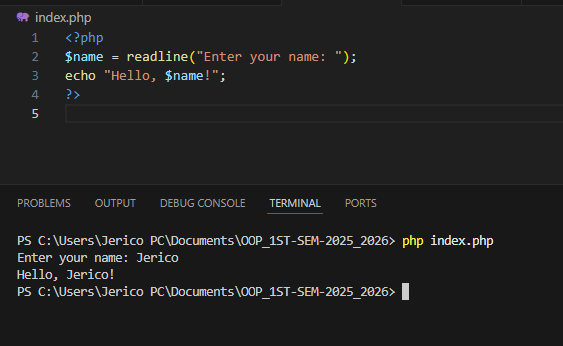 index.php
1 <?php
2 $name = readline("Enter your name: ");
3 echo "Hello, $name!";
4 ?>
5
PROBLEMS OUTPUT DEBUG CONSOLE TERMINAL PORTS
PS C:\Users\Jerico PC\Documents\OOP_1ST-SEM-2025_2026> php index.php
Enter your name: Jerico
Hello, Jerico!
PS C:\Users\Jerico PC\Documents\OOP_1ST-SEM-2025_2026>